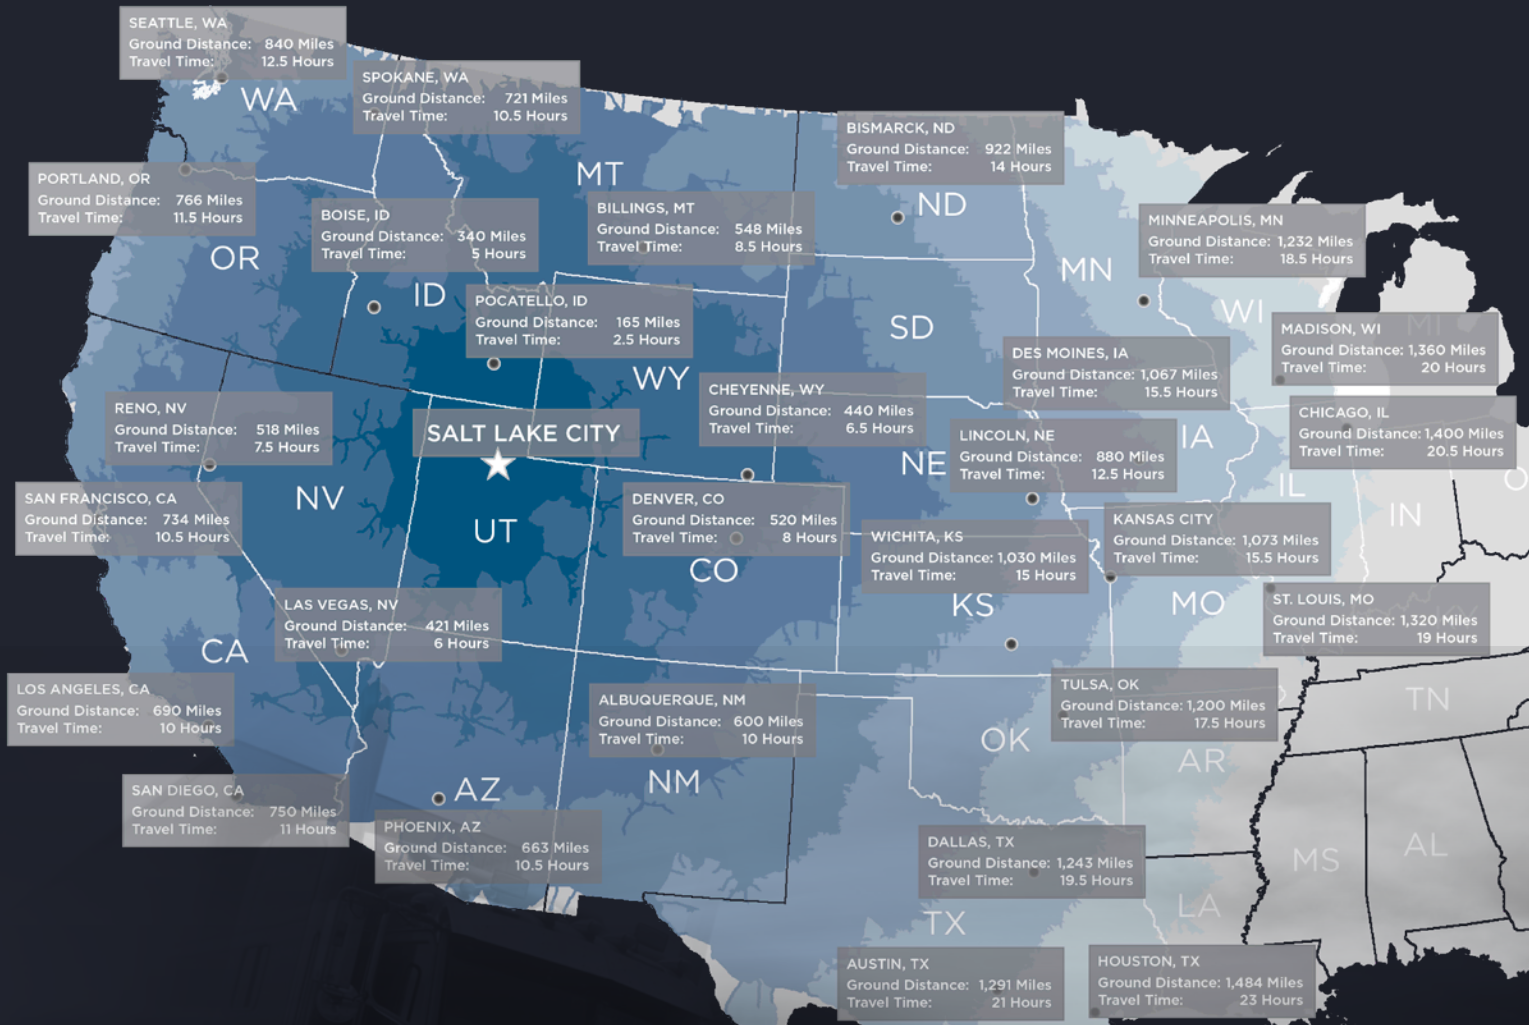 SEATTLE, WA
Ground Distance: 840 Miles
Travel Time: 12.5 Hours
WA
SPOKANE, WA
Ground Distance: 721 Miles
Travel Time: 10.5 Hours
BISMARCK, ND
Ground Distance: 922 Miles
Travel Time: 14 Hours
PORTLAND, OR
Ground Distance: 766 Miles
Travel Time: 11.5 Hours
MT
BOISE, ID
Ground Distance: 340 Miles
Travel Time: 5 Hours
BILLINGS, MT
Ground Distance: 548 Miles
Travel Time: 8.5 Hours
ND
MINNEAPOLIS, MN
Ground Distance: 1,232 Miles
Travel Time: 18.5 Hours
OR
MN
ID
POCATELLO, ID
Ground Distance: 165 Miles
Travel Time: 2.5 Hours
SD
WI
MI
MADISON, WI
Ground Distance: 1,360 Miles
Travel Time: 20 Hours
DES MOINES, IA
Ground Distance: 1,067 Miles
Travel Time: 15.5 Hours
WY
CHEYENNE, WY
Ground Distance: 440 Miles
Travel Time: 6.5 Hours
RENO, NV
Ground Distance: 518 Miles
Travel Time: 7.5 Hours
SALT LAKE CITY
CHICAGO, IL
Ground Distance: 1,400 Miles
Travel Time: 20.5 Hours
LINCOLN, NE
Ground Distance: 880 Miles
Travel Time: 12.5 Hours
IA
NE
IL
SAN FRANCISCO, CA
Ground Distance: 734 Miles
Travel Time: 10.5 Hours
NV
UT
DENVER, CO
Ground Distance: 520 Miles
Travel Time: 8 Hours
CO
WICHITA, KS
Ground Distance: 1,030 Miles
Travel Time: 15 Hours
KANSAS CITY
Ground Distance: 1,073 Miles
Travel Time: 15.5 Hours
IN
KS
MO
ST. LOUIS, MO
Ground Distance: 1,320 Miles
Travel Time: 19 Hours
LAS VEGAS, NV
Ground Distance: 421 Miles
Travel Time: 6 Hours
CA
LOS ANGELES, CA
Ground Distance: 690 Miles
Travel Time: 10 Hours
ALBUQUERQUE, NM
Ground Distance: 600 Miles
Travel Time: 10 Hours
TULSA, OK
Ground Distance: 1,200 Miles
Travel Time: 17.5 Hours
TN
OK
AR
NM
AZ
SAN DIEGO, CA
Ground Distance: 750 Miles
Travel Time: 11 Hours
PHOENIX, AZ
Ground Distance: 663 Miles
Travel Time: 10.5 Hours
DALLAS, TX
Ground Distance: 1,243 Miles
Travel Time: 19.5 Hours
MS
AL
LA
TX
AUSTIN, TX
Ground Distance: 1,291 Miles
Travel Time: 21 Hours
HOUSTON, TX
Ground Distance: 1,484 Miles
Travel Time: 23 Hours